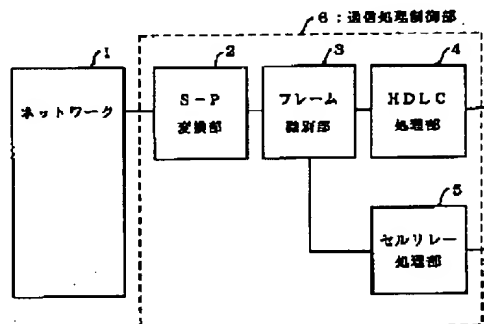 6：通信処理制御部
1
ネットワーク
2
S－P
変換部
3
フレーム
識別部
4
HDLC
処理部
5
セルリレー
処理部